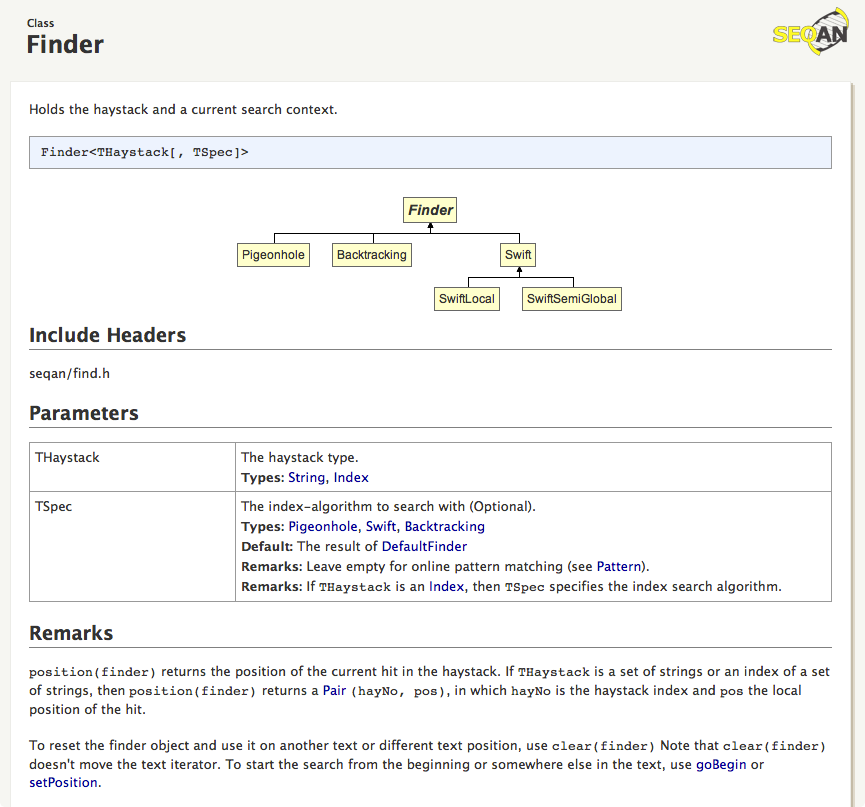 Class
Finder
SEQAN
Holds the haystack and a current search context.
Finder<THaystack[, TSpec]>
Finder
Pigeonhole Backtracking Swift
SwiftLocal SwiftSemiGlobal
Include Headers
seqan/find.h
Parameters
THaystack The haystack type.
Types: String, Index
TSpec The index-algorithm to search with (Optional).
Types: Pigeonhole, Swift, Backtracking
Default: The result of DefaultFinder
Remarks: Leave empty for online pattern matching (see Pattern).
Remarks: If THaystack is an Index, then TSpec specifies the index search algorithm.
Remarks
position(finder) returns the position of the current hit in the haystack. If THaystack is a set of strings or an index of a set
of strings, then position(finder) returns a Pair (hayNo, pos), in which hayNo is the haystack index and pos the local
position of the hit.
To reset the finder object and use it on another text or different text position, use clear(finder) Note that clear(finder)
doesn't move the text iterator. To start the search from the beginning or somewhere else in the text, use goBegin or
setPosition.